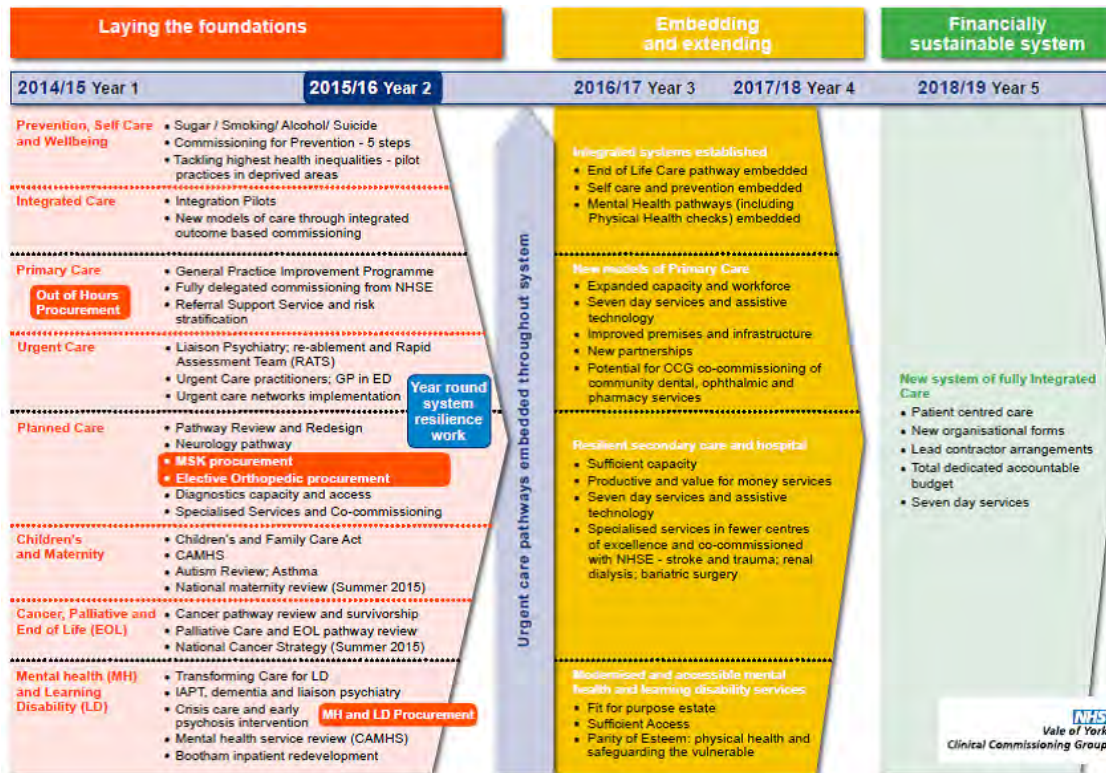 Laying the foundations
Embedding
and extending
Financially
sustainable system
2014/15 Year 1
2015/16 Year 2
2016/17 Year 3
2017/18 Year 4
2018/19 Year 5
Prevention, Self Care
and Wellbeing
• Sugar / Smoking/ Alcohol/ Suicide
• Commissioning for Prevention - 5 steps
• Tackling highest health inequalities - pilot
practices in deprived areas
Integrated Care
• Integration Pilots
• New models of care through integrated
outcome based commissioning
Primary Care
Out of Hours
Procurement
• General Practice Improvement Programme
• Fully delegated commissioning from NHSE
• Referral Support Service and risk
stratification
Urgent Care
• Liaison Psychiatry; re-ablement and Rapid
Assessment Team (RATS)
• Urgent Care practitioners; GP in ED
• Urgent care networks implementation
Year round
system
resilience
work
Planned Care
• Pathway Review and Redesign
• Neurology pathway
• MSK procurement
• Elective Orthopedic procurement
• Diagnostics capacity and access
• Specialised Services and Co-commissioning
Children's
and Maternity
• Children's and Family Care Act
• CAMHS
• Autism Review; Asthma
• National maternity review (Summer 2015)
Cancer, Palliative and
End of Life (EOL)
• Cancer pathway review and survivorship
• Palliative Care and EOL pathway review
• National Cancer Strategy (Summer 2015)
Mental health (MH)
and Learning
Disability (LD)
• Transforming Care for LD
• IAPT, dementia and liaison psychiatry
• Crisis care and early
psychosis intervention
MH and LD Procurement
• Mental health service review (CAMHS)
• Bootham inpatient redevelopment
Urgent care pathways embedded throughout system
Integrated systems established
• End of Life Care pathway embedded
• Self care and prevention embedded
• Mental Health pathways (including
Physical Health checks) embedded
New models of Primary Care
• Expanded capacity and workforce
• Seven day services and assistive
technology
• Improved premises and infrastructure
• New partnerships
• Potential for CCG co-commissioning of
community dental, ophthalmic and
pharmacy services
Resilient secondary care and hospital
• Sufficient capacity
• Productive and value for money services
• Seven day services and assistive
technology
• Specialised services in fewer centres
of excellence and co-commissioned
with NHSE - stroke and trauma; renal
dialysis; bariatric surgery
Modernised and accessible mental
health and learning disability services
• Fit for purpose estate
• Sufficient Access
• Parity of Esteem: physical health and
safeguarding the vulnerable
New system of fully Integrated
Care
• Patient centred care
• New organisational forms
• Lead contractor arrangements
• Total dedicated accountable
budget
• Seven day services
NHS
Vale of York
Clinical Commissioning Group